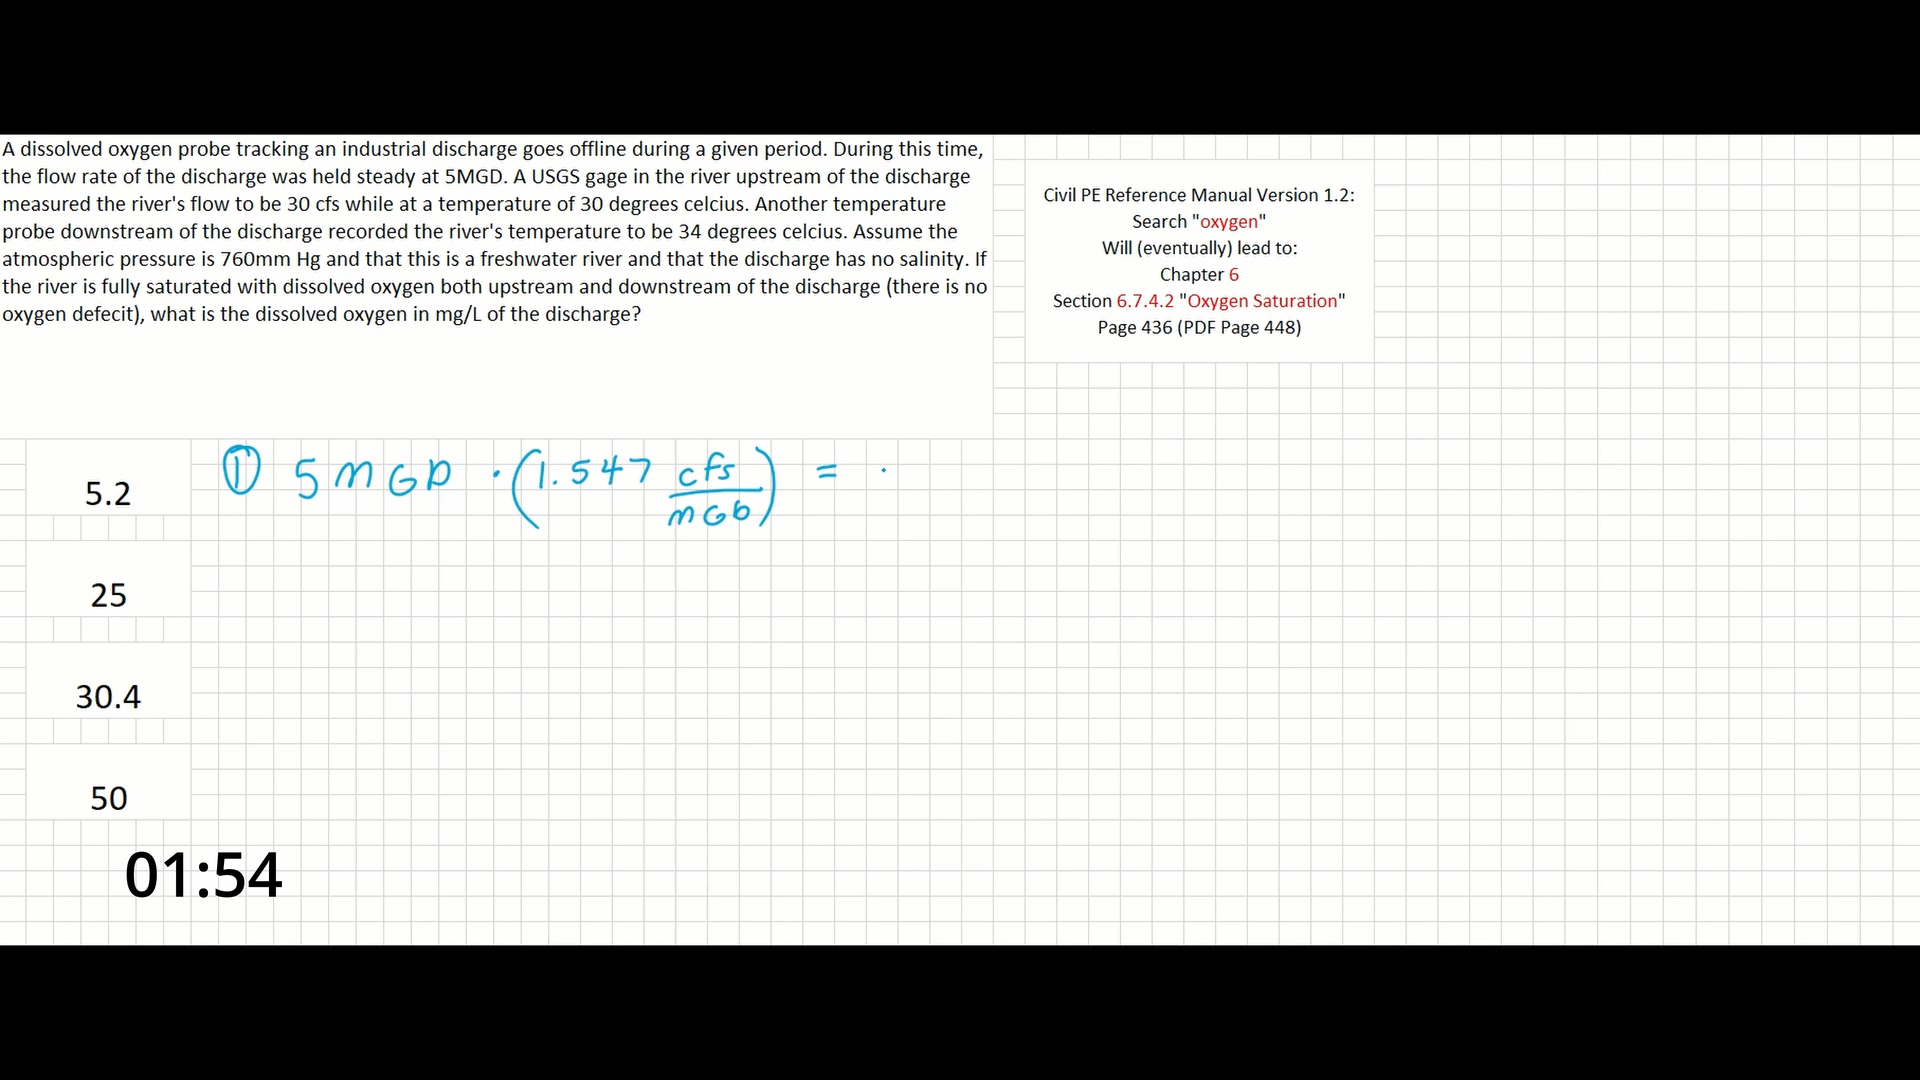 A dissolved oxygen probe tracking an industrial discharge goes offline during a given period. During this time,
the flow rate of the discharge was held steady at 5MGD. A USGS gage in the river upstream of the discharge
measured the river's flow to be 30 cfs while at a temperature of 30 degrees celcius. Another temperature
probe downstream of the discharge recorded the river's temperature to be 34 degrees celcius. Assume the
atmospheric pressure is 760mm Hg and that this is a freshwater river and that the discharge has no salinity. If
the river is fully saturated with dissolved oxygen both upstream and downstream of the discharge (there is no
oxygen defecit), what is the dissolved oxygen in mg/L of the discharge?
Civil PE Reference Manual Version 1.2:
Search "oxygen"
Will (eventually) lead to:
Chapter 6
Section 6.7.4.2 "Oxygen Saturation"
Page 436 (PDF Page 448)
① 5 MGD · (1.547 cfs/MGD) =
5.2
25
30.4
50
01:54